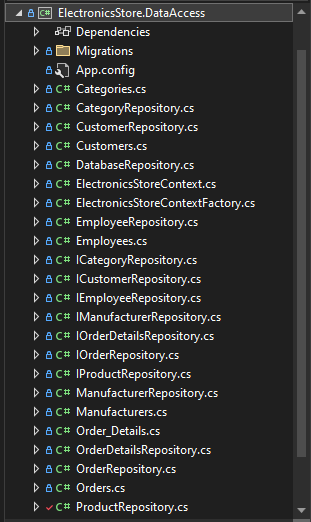 ElectronicsStore.DataAccess
Dependencies
Migrations
App.config
C# Categories.cs
C# CategoryRepository.cs
C# CustomerRepository.cs
C# Customers.cs
C# DatabaseRepository.cs
C# ElectronicsStoreContext.cs
C# ElectronicsStoreContextFactory.cs
C# EmployeeRepository.cs
C# Employees.cs
C# ICategoryRepository.cs
C# ICustomerRepository.cs
C# IEmployeeRepository.cs
C# IManufacturerRepository.cs
C# IOrderDetailsRepository.cs
C# IOrderRepository.cs
C# IProductRepository.cs
C# ManufacturerRepository.cs
C# Manufacturers.cs
C# Order_Details.cs
C# OrderDetailsRepository.cs
C# OrderRepository.cs
C# Orders.cs
C# ProductRepository.cs